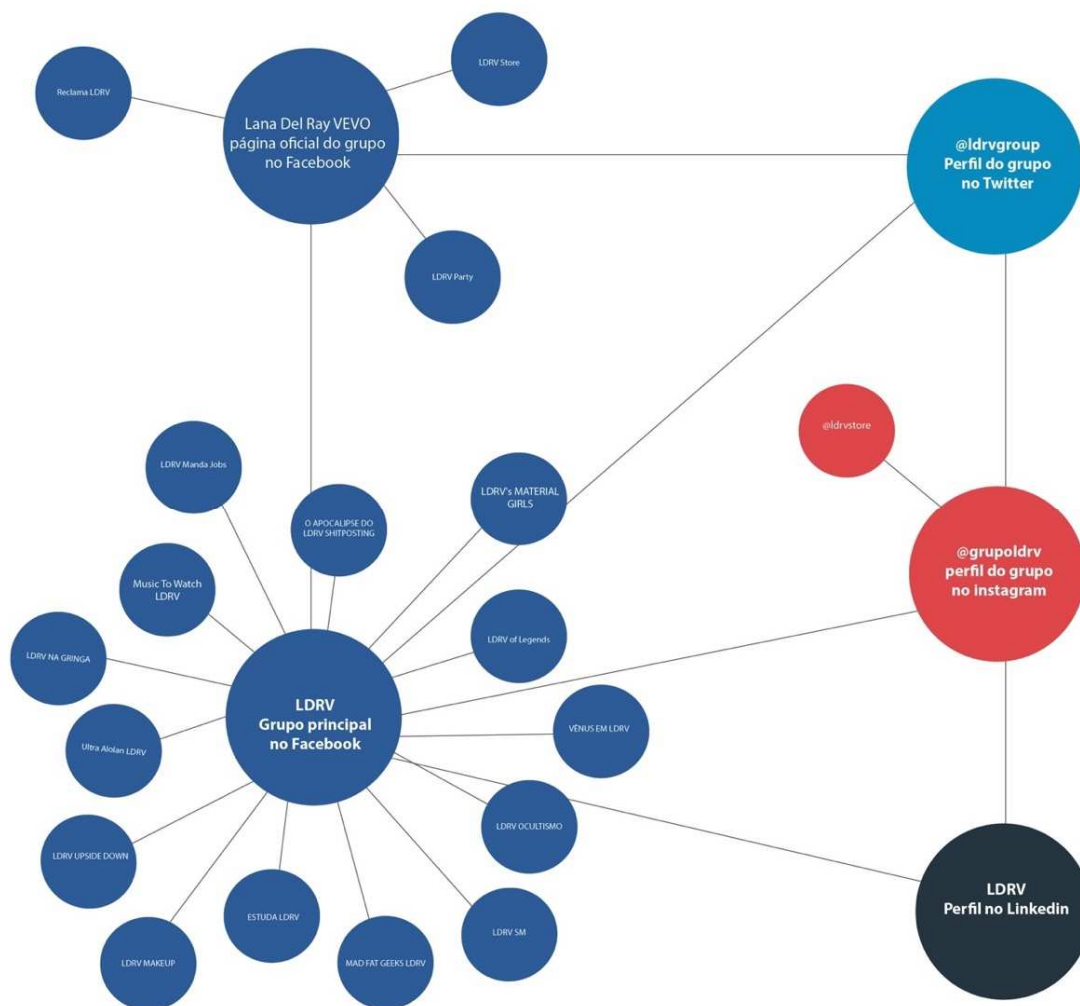 Reclama LDRV
LDRV Store
Lana Del Ray VEVO
página oficial do grupo
no Facebook
@ldrvgroup
Perfil do grupo
no Twitter
LDRV Party
@ldrvstore
LDRV Manda Jobs
O APOCALIPSE DO
LDRV SHITPOSTING
LDRV's MATERIAL
GIRLS
@grupoldrv
perfil do grupo
no instagram
Music To Watch
LDRV
LDRV of Legends
LDRV NA GRINGA
LDRV
Grupo principal
no Facebook
VÊNUS EM LDRV
Ultra Alolan LDRV
LDRV OCULTISMO
LDRV UPSIDE DOWN
LDRV
Perfil no Linkedin
ESTUDA LDRV
LDRV SM
LDRV MAKEUP
MAD FAT GEEKS LDRV